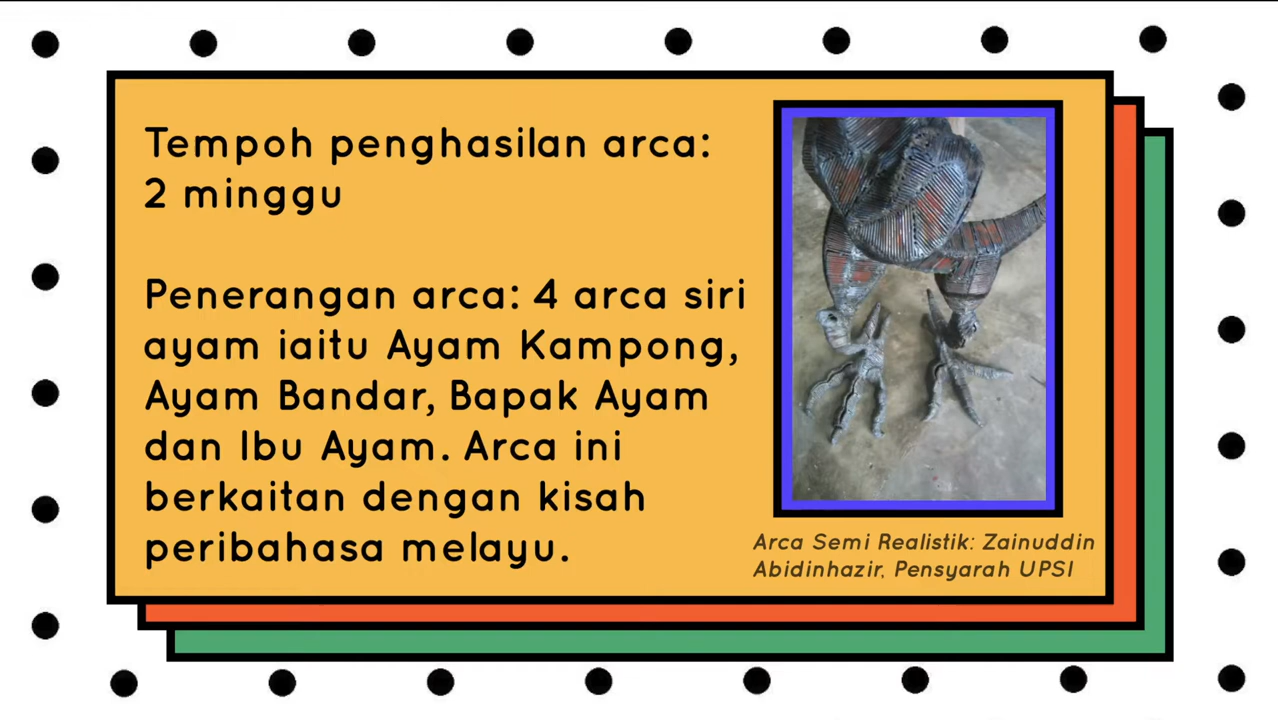 Tempoh penghasilan arca:
2 minggu
Penerangan arca: 4 arca siri
ayam iaitu Ayam Kampong,
Ayam Bandar, Bapak Ayam
dan Ibu Ayam. Arca ini
berkaitan dengan kisah
peribahasa melayu.
Arca Semi Realistik: Zainuddin
Abidinhazir, Pensyarah UPSI